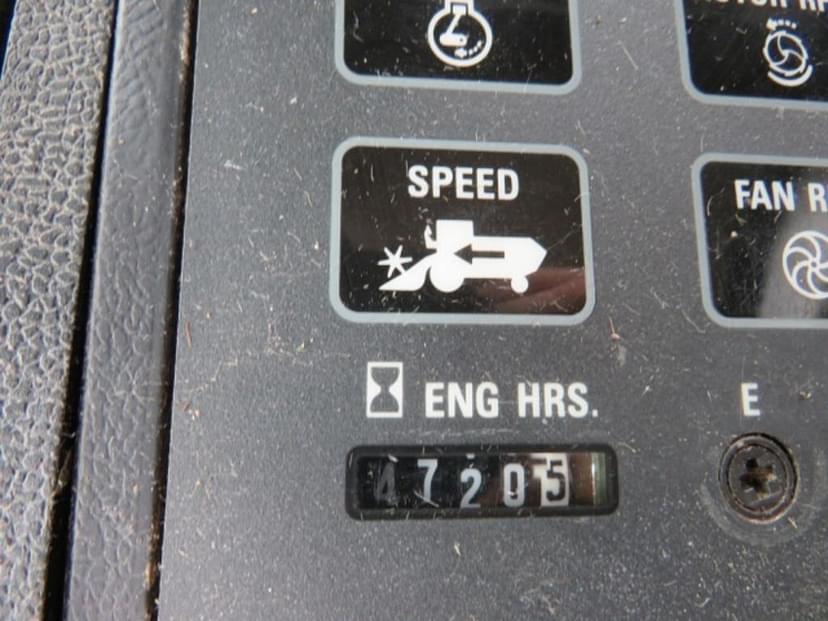 SPEED
FAN R
ENG HRS.
E
47205